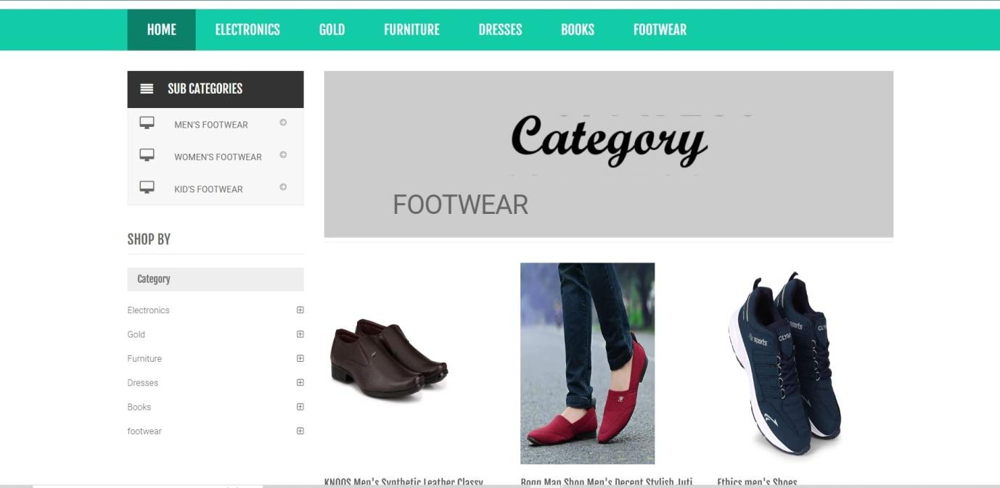 HOME ELECTRONICS GOLD FURNITURE DRESSES BOOKS FOOTWEAR
SUB CATEGORIES
MEN'S FOOTWEAR
WOMEN'S FOOTWEAR
KID'S FOOTWEAR
SHOP BY
Category
Electronics
Gold
Furniture
Dresses
Books
footwear
Category
FOOTWEAR
sports
sports
KNOOS Men's Synthetic Leather Classy
Bogg Man Shop Men's Decent Stylish Juti
Ethics men's Shoes